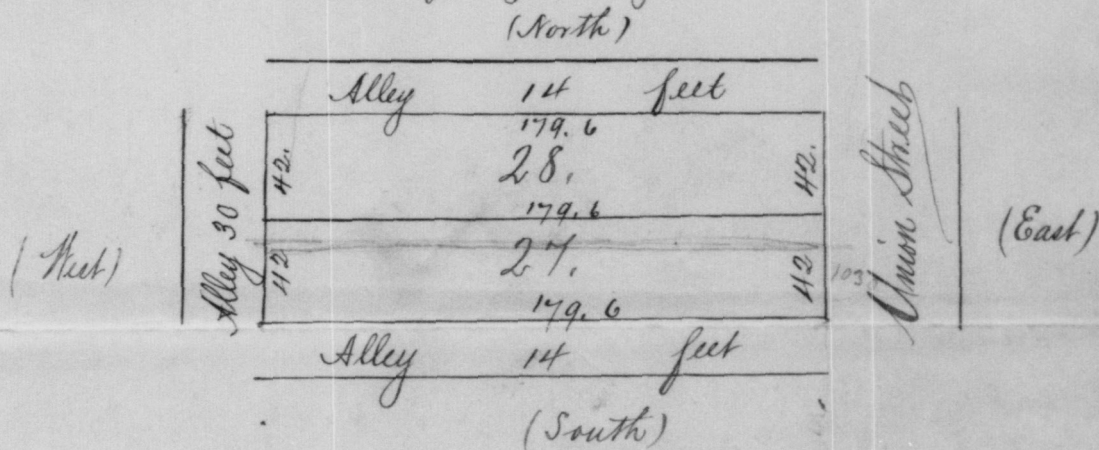 (North)
Alley 14 feet
179. 6
28.
42.
42.
179. 6
27.
42
42
179. 6
Alley 14 feet
(South)
(West)
Alley 30 feet
Union Street
(East)